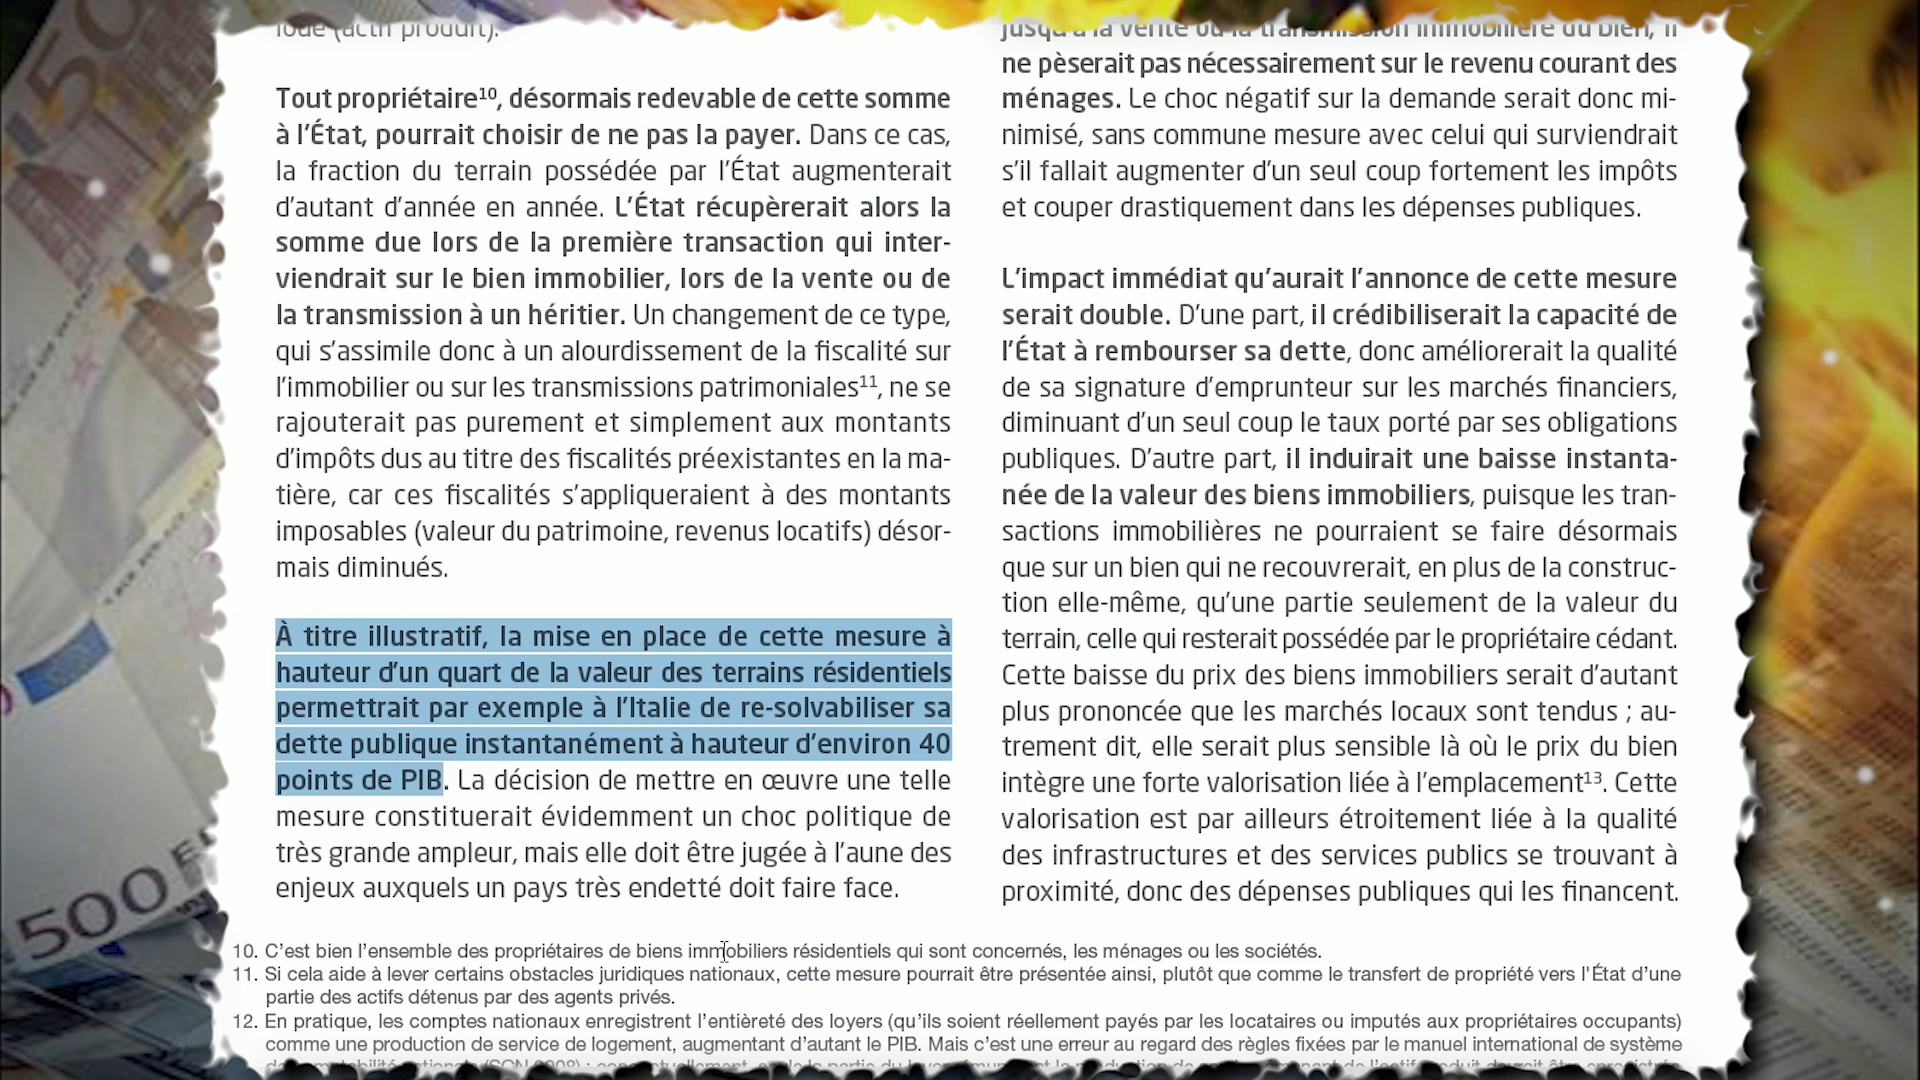 loué (actif produit).
Tout propriétaire¹⁰, désormais redevable de cette somme
à l’État, pourrait choisir de ne pas la payer. Dans ce cas,
la fraction du terrain possédée par l’État augmenterait
d’autant d’année en année. L’État récupèrerait alors la
somme due lors de la première transaction qui inter-
viendrait sur le bien immobilier, lors de la vente ou de
la transmission à un héritier. Un changement de ce type,
qui s’assimile donc à un alourdissement de la fiscalité sur
l’immobilier ou sur les transmissions patrimoniales¹¹, ne se
rajouterait pas purement et simplement aux montants
d’impôts dus au titre des fiscalités préexistantes en la ma-
tière, car ces fiscalités s’appliqueraient à des montants
imposables (valeur du patrimoine, revenus locatifs) désor-
mais diminués.
À titre illustratif, la mise en place de cette mesure à
hauteur d’un quart de la valeur des terrains résidentiels
permettrait par exemple à l’Italie de re-solvabiliser sa
dette publique instantanément à hauteur d’environ 40
points de PIB. La décision de mettre en œuvre une telle
mesure constituerait évidemment un choc politique de
très grande ampleur, mais elle doit être jugée à l’aune des
enjeux auxquels un pays très endetté doit faire face.
jusqu’à la vente ou la transmission immobilière du bien, il
ne pèserait pas nécessairement sur le revenu courant des
ménages. Le choc négatif sur la demande serait donc mi-
nimisé, sans commune mesure avec celui qui surviendrait
s’il fallait augmenter d’un seul coup fortement les impôts
et couper drastiquement dans les dépenses publiques.
L’impact immédiat qu’aurait l’annonce de cette mesure
serait double. D’une part, il crédibiliserait la capacité de
l’État à rembourser sa dette, donc améliorerait la qualité
de sa signature d’emprunteur sur les marchés financiers,
diminuant d’un seul coup le taux porté par ses obligations
publiques. D’autre part, il induirait une baisse instanta-
née de la valeur des biens immobiliers, puisque les tran-
sactions immobilières ne pourraient se faire désormais
que sur un bien qui ne recouvrerait, en plus de la construc-
tion elle-même, qu’une partie seulement de la valeur du
terrain, celle qui resterait possédée par le propriétaire cédant.
Cette baisse du prix des biens immobiliers serait d’autant
plus prononcée que les marchés locaux sont tendus ; au-
trement dit, elle serait plus sensible là où le prix du bien
intègre une forte valorisation liée à l’emplacement¹³. Cette
valorisation est par ailleurs étroitement liée à la qualité
des infrastructures et des services publics se trouvant à
proximité, donc des dépenses publiques qui les financent.
10. C’est bien l’ensemble des propriétaires de biens immobiliers résidentiels qui sont concernés, les ménages ou les sociétés.
11. Si cela aide à lever certains obstacles juridiques nationaux, cette mesure pourrait être présentée ainsi, plutôt que comme le transfert de propriété vers l'État d’une
partie des actifs détenus par des agents privés.
12. En pratique, les comptes nationaux enregistrent l’entièreté des loyers (qu’ils soient réellement payés par les locataires ou imputés aux propriétaires occupants)
comme une production de service de logement, augmentant d’autant le PIB. Mais c’est une erreur au regard des règles fixées par le manuel international de système
500
50